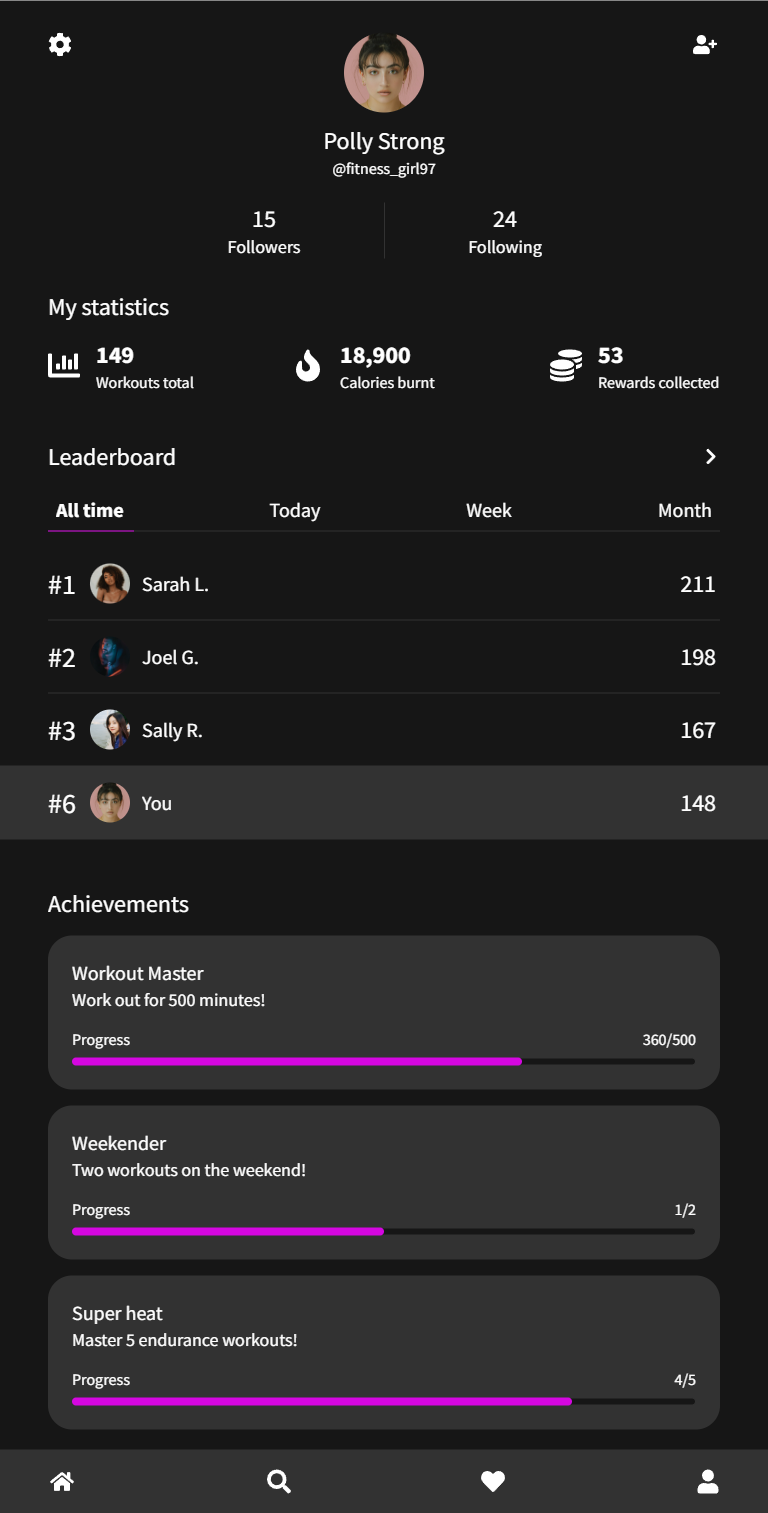 Polly Strong
@fitness_girl97
15 24
Followers Following
My statistics
149 18,900 53
Workouts total Calories burnt Rewards collected
Leaderboard
All time Today Week Month
#1 Sarah L. 211
#2 Joel G. 198
#3 Sally R. 167
#6 You 148
Achievements
Workout Master
Work out for 500 minutes!
Progress 360/500
Weekender
Two workouts on the weekend!
Progress 1/2
Super heat
Master 5 endurance workouts!
Progress 4/5